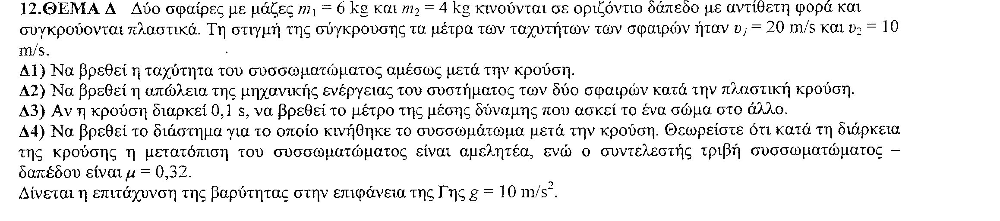 12.ΘΕΜΑ Δ Δύο σφαίρες με μάζες m₁ = 6 kg και m₂ = 4 kg κινούνται σε οριζόντιο δάπεδο με αντίθετη φορά και
συγκρούονται πλαστικά. Τη στιγμή της σύγκρουσης τα μέτρα των ταχυτήτων των σφαιρών ήταν υ₁ = 20 m/s και υ₂ = 10
m/s.
Δ1) Να βρεθεί η ταχύτητα του συσσωματώματος αμέσως μετά την κρούση.
Δ2) Να βρεθεί η απώλεια της μηχανικής ενέργειας του συστήματος των δύο σφαιρών κατά την πλαστική κρούση.
Δ3) Αν η κρούση διαρκεί 0,1 s, να βρεθεί το μέτρο της μέσης δύναμης που ασκεί το ένα σώμα στο άλλο.
Δ4) Να βρεθεί το διάστημα για το οποίο κινήθηκε το συσσωμάτωμα μετά την κρούση. Θεωρείστε ότι κατά τη διάρκεια
της κρούσης η μετατόπιση του συσσωματώματος είναι αμελητέα, ενώ ο συντελεστής τριβή συσσωματώματος –
δαπέδου είναι μ = 0,32.
Δίνεται η επιτάχυνση της βαρύτητας στην επιφάνεια της Γης g = 10 m/s².